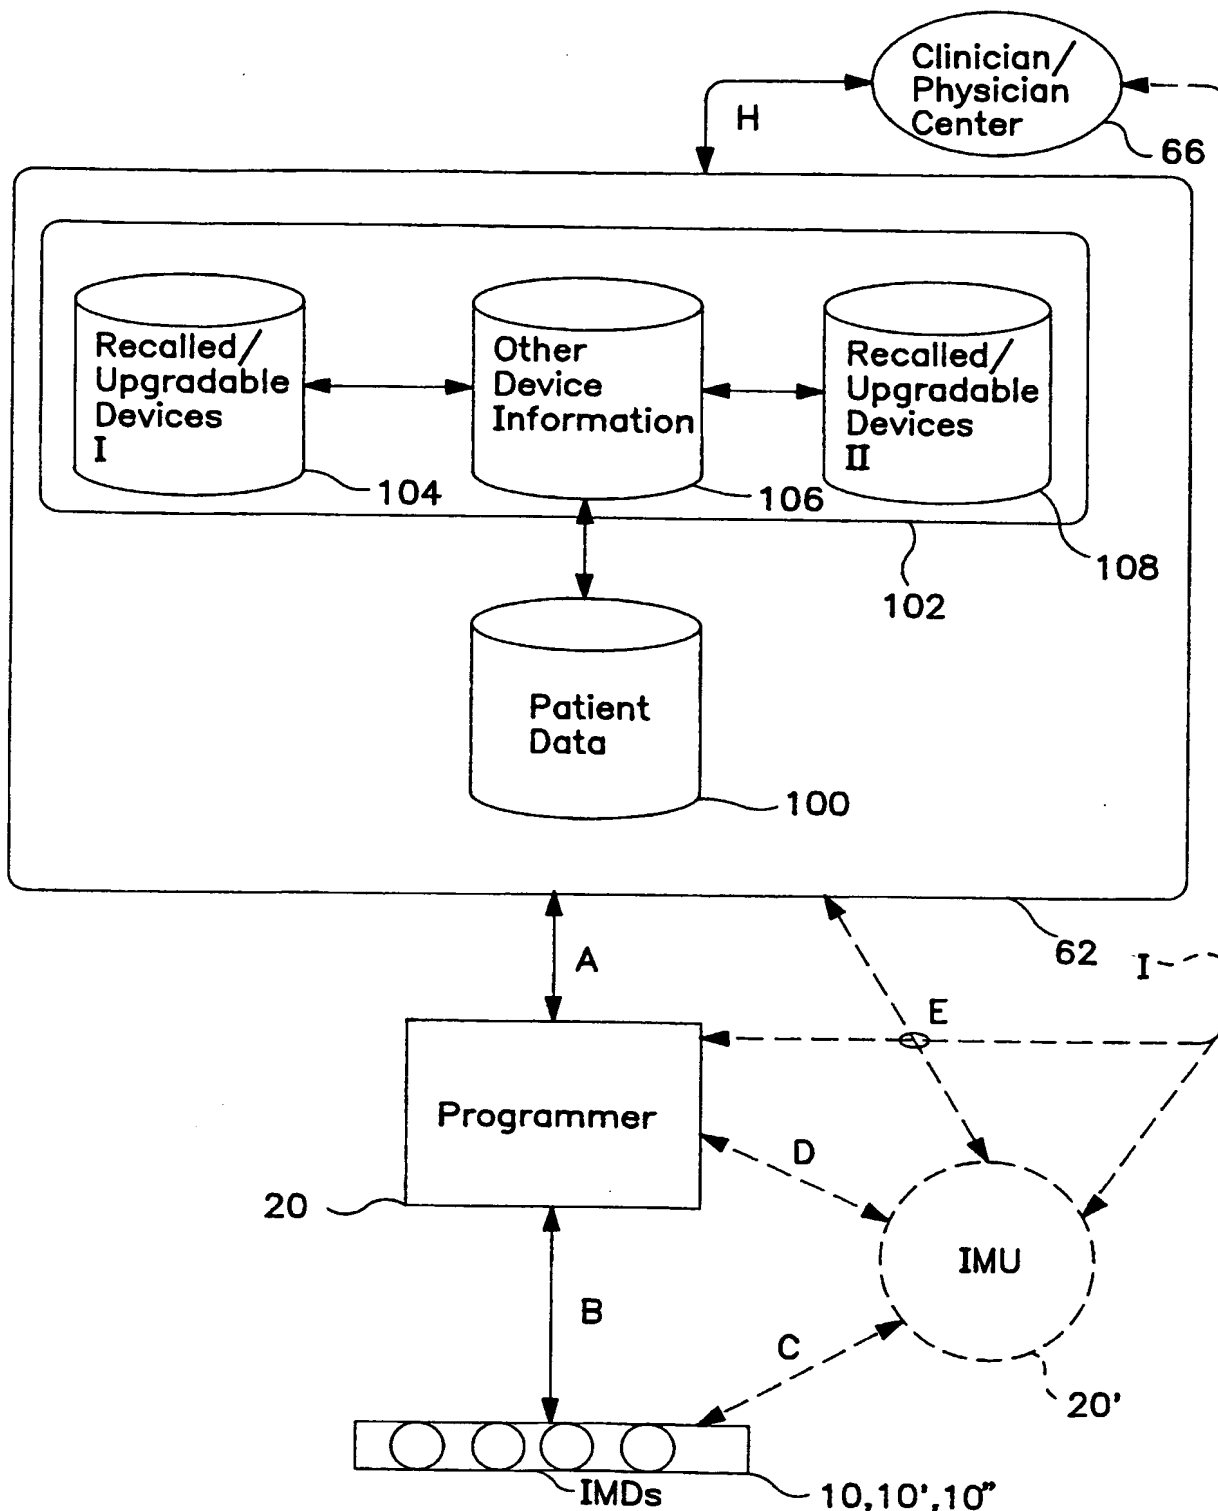 Clinician/
Physician
Center
H
66
Recalled/
Upgradable
Devices
I
Other
Device
Information
Recalled/
Upgradable
Devices
II
104
106
108
102
Patient
Data
100
62
A
I
E
Programmer
D
20
IMU
B
C
20'
IMDs
10,10',10"